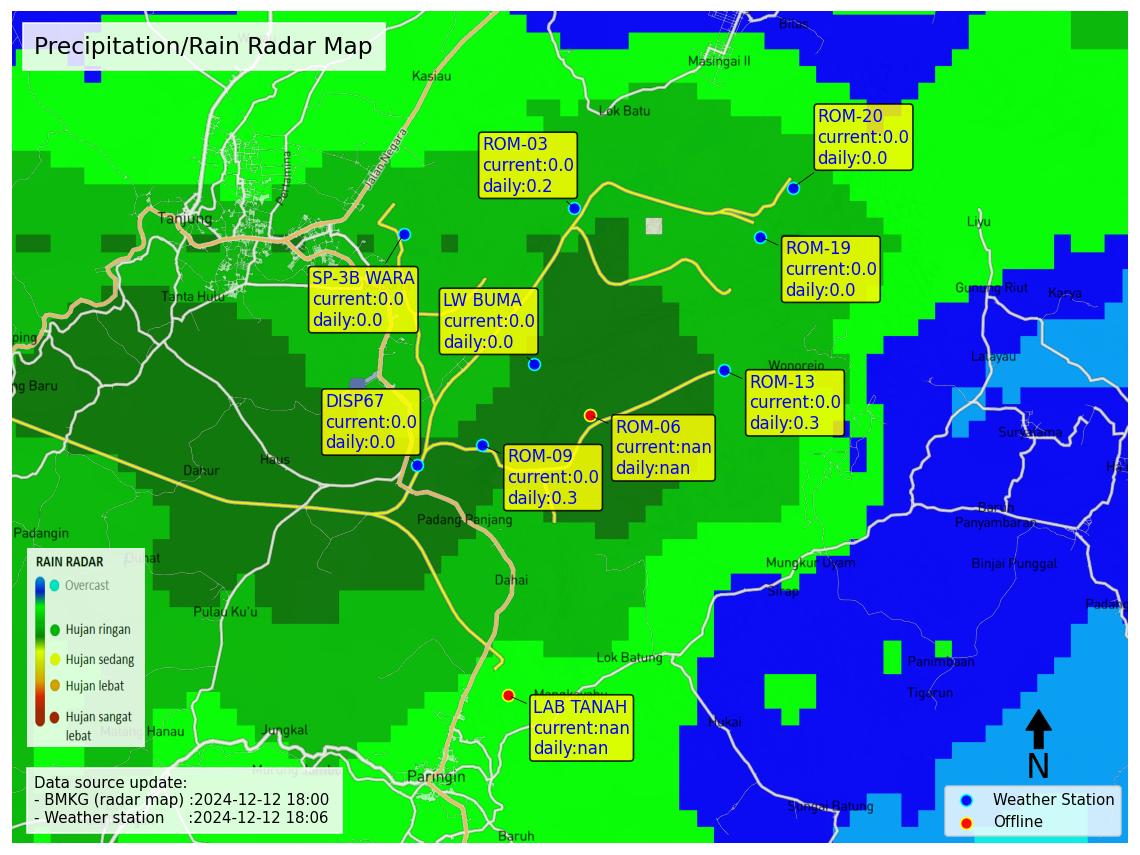 Precipitation/Rain Radar Map
Bilas
Masingai II
Kasiau
Lok Batu
ROM-20
current:0.0
daily:0.0
ROM-03
current:0.0
daily:0.2
Jalan Negara
Pertamina
Tanjung
Liyu
ROM-19
current:0.0
daily:0.0
SP-3B WARA
current:0.0
daily:0.0
LW BUMA
current:0.0
daily:0.0
Tanta Hulu
Gunung Riut
Karya
ping
Latayau
Wonorejo
ng Baru
ROM-13
current:0.0
daily:0.3
DISP67
current:0.0
daily:0.0
ROM-06
current:nan
daily:nan
ROM-09
current:0.0
daily:0.3
Haus
Dahur
Padang Panjang
Barun
Panyambaran
Padangin
Mungkur Uyam
Binjai Punggal
Dahai
Sirap
Padang
Pulau Ku'u
RAIN RADAR
Overcast
Hujan ringan
Hujan sedang
Hujan lebat
Hujan sangat
lebat
Lok Batung
Panimbaan
Tigarun
LAB TANAH
current:nan
daily:nan
Hukai
Jungkal
Paringin
Sungai Batung
Baruh
N
Data source update:
- BMKG (radar map) :2024-12-12 18:00
- Weather station :2024-12-12 18:06
Weather Station
Offline